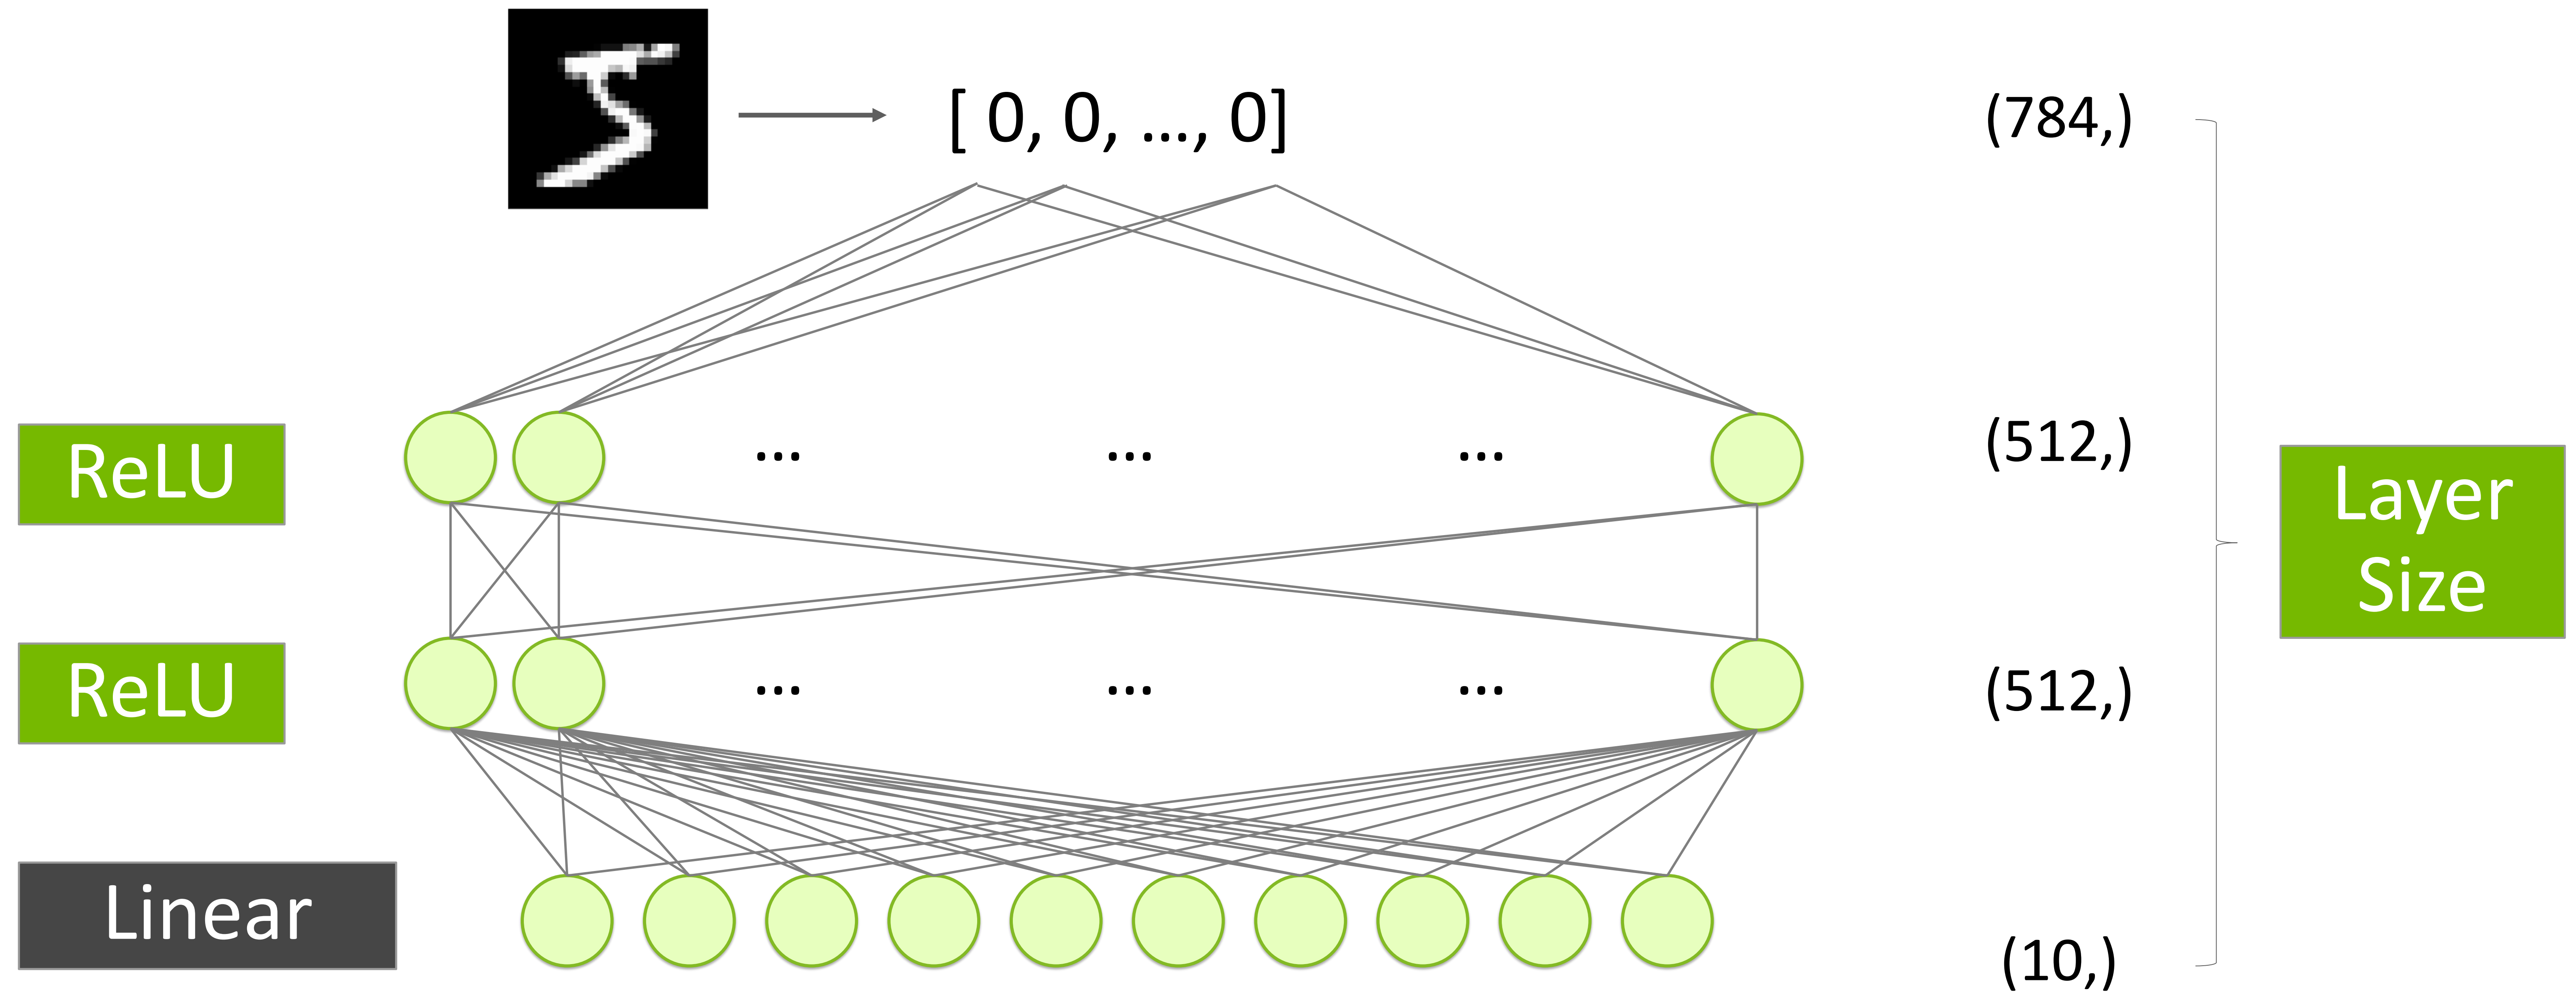 [ 0, 0, ..., 0]
(784,)
ReLU
... ... ...
(512,)
Layer
Size
ReLU
... ... ...
(512,)
Linear
(10,)